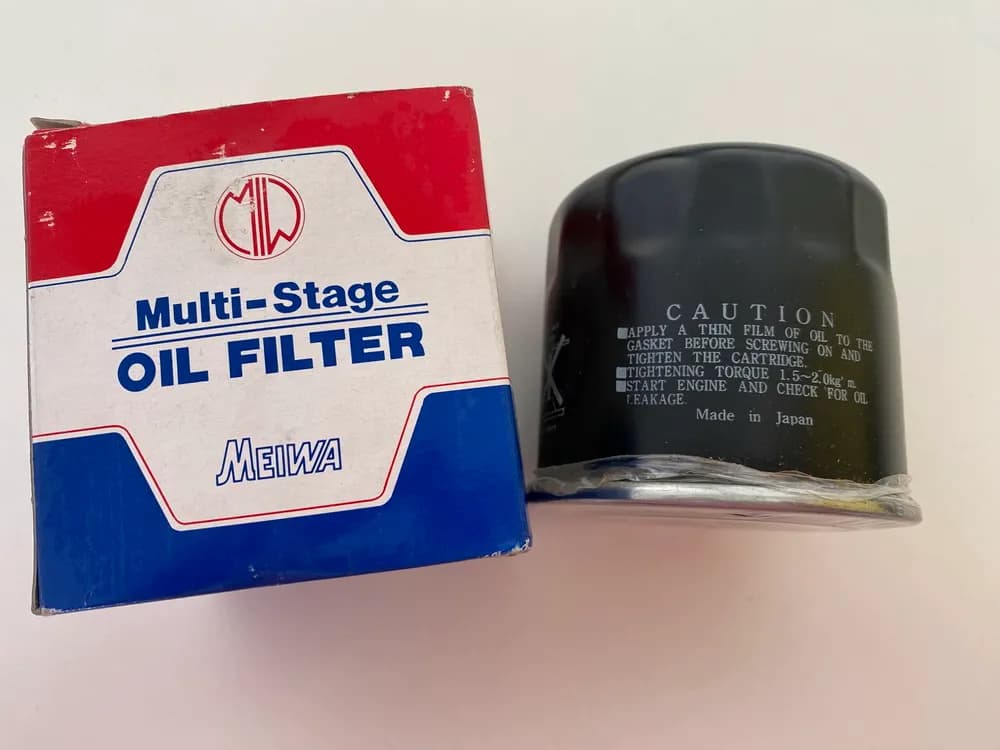 Multi-Stage
OIL FILTER
MEIWA
CAUTION
■APPLY A THIN FILM OF OIL TO THE
GASKET BEFORE SCREWING ON AND
TIGHTEN THE CARTRIDGE.
■TIGHTENING TORQUE 1.5~2.0kg·m.
■START ENGINE AND CHECK FOR OIL
LEAKAGE.
Made in Japan